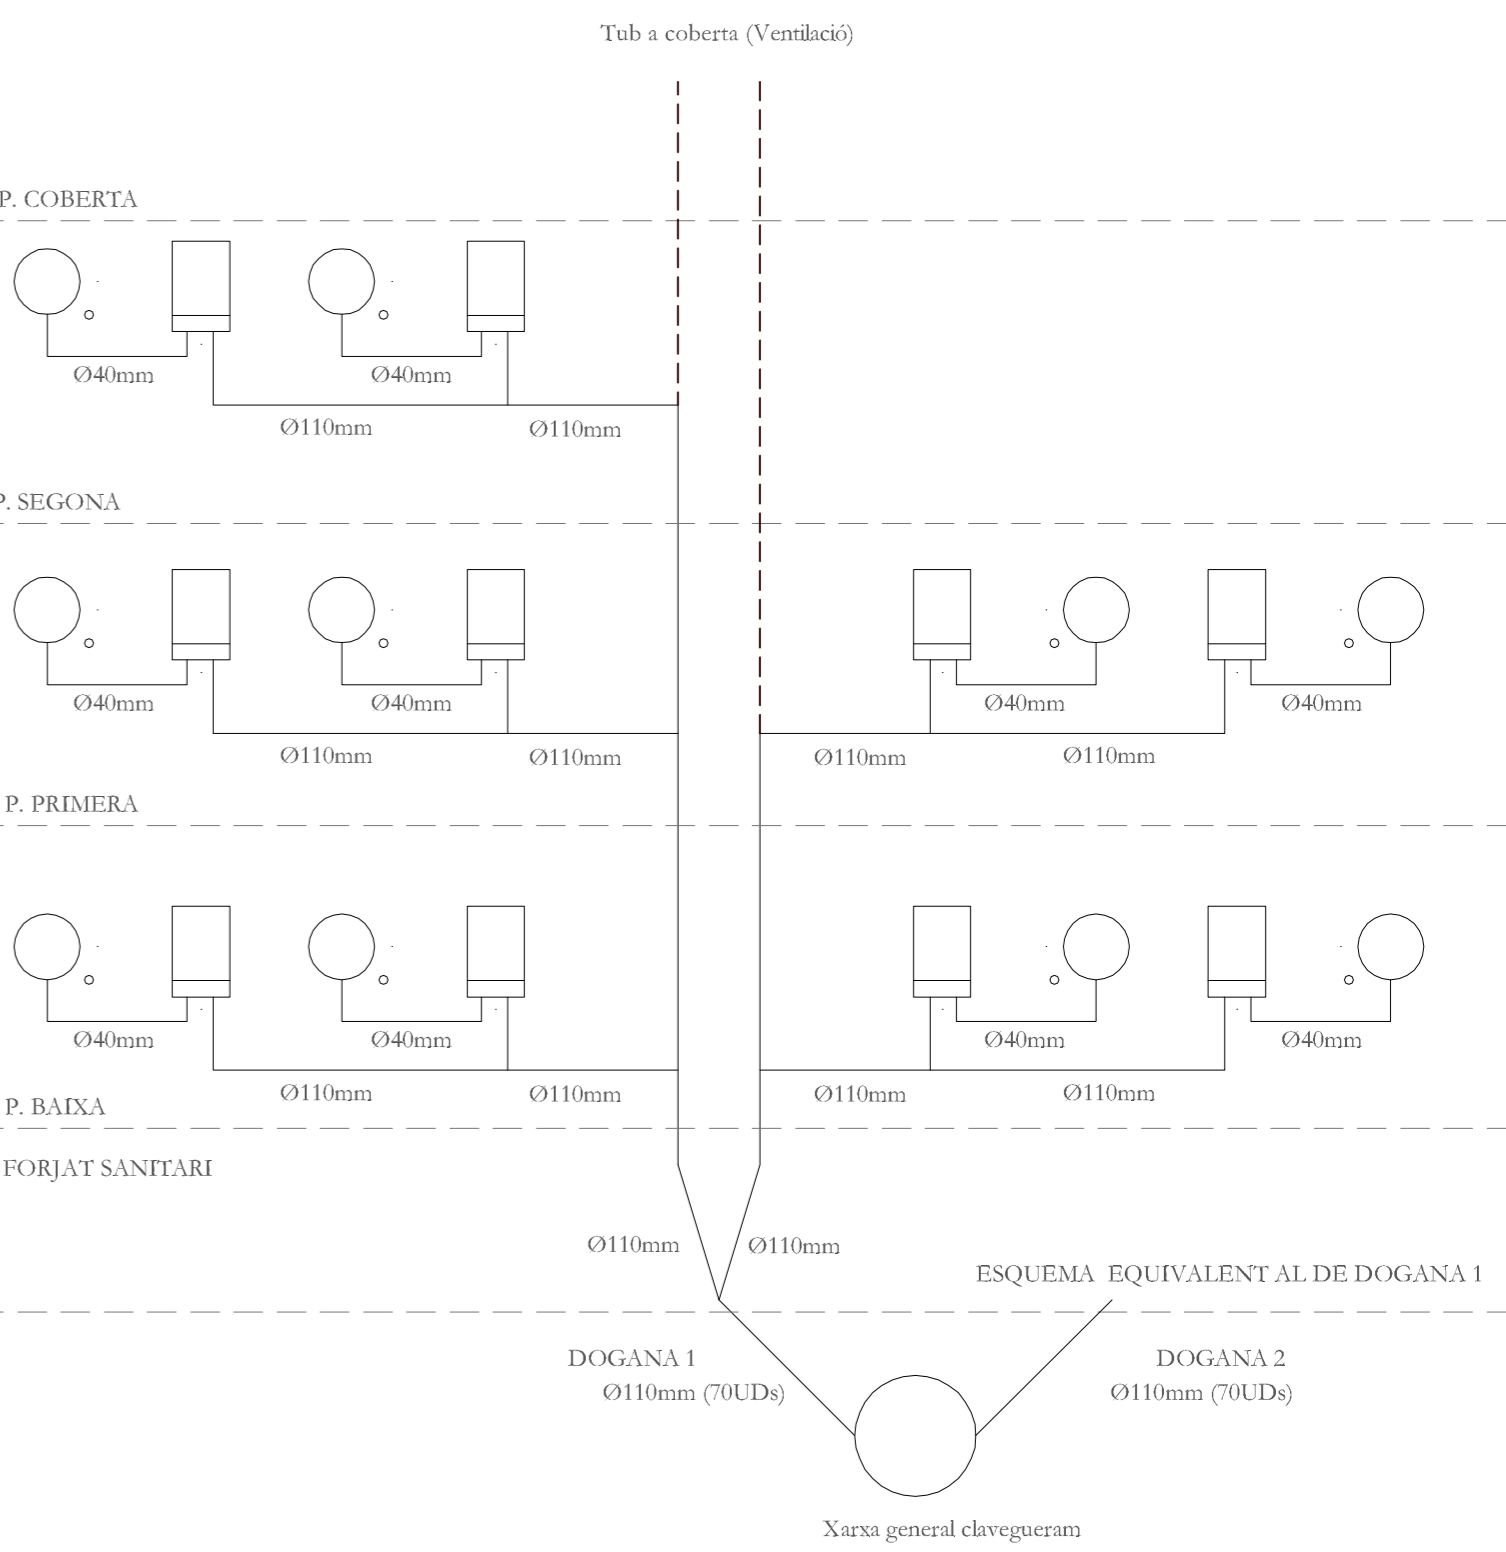 Tub a coberta (Ventilació)
P. COBERTA
Ø40mm
Ø40mm
Ø110mm
Ø110mm
P. SEGONA
Ø40mm
Ø40mm
Ø40mm
Ø40mm
Ø110mm
Ø110mm
Ø110mm
Ø110mm
P. PRIMERA
Ø40mm
Ø40mm
Ø40mm
Ø40mm
Ø110mm
Ø110mm
Ø110mm
Ø110mm
P. BAIXA
FORJAT SANITARI
Ø110mm
Ø110mm
ESQUEMA EQUIVALENT AL DE DOGANA 1
DOGANA 1
Ø110mm (70UDs)
DOGANA 2
Ø110mm (70UDs)
Xarxa general clavegueram